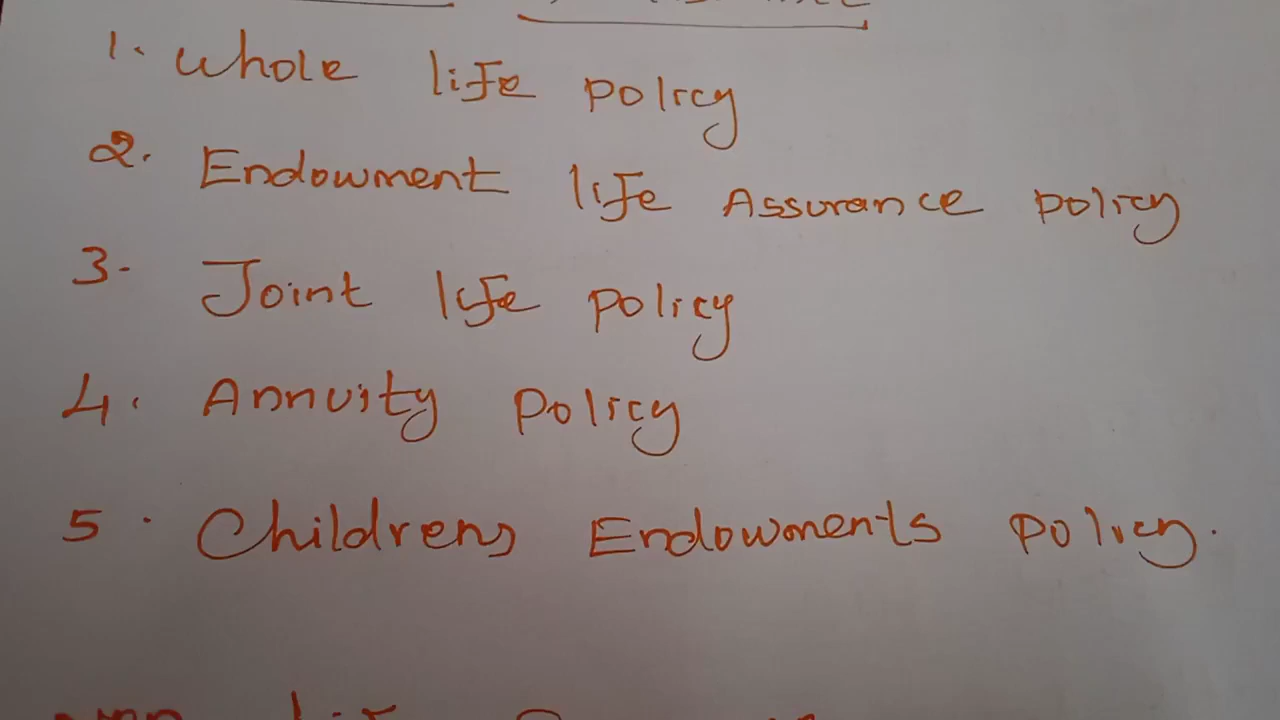 1. Whole life policy
2. Endowment life Assurance policy
3. Joint life policy
4. Annuity Policy
5. Childrens Endowments Policy.